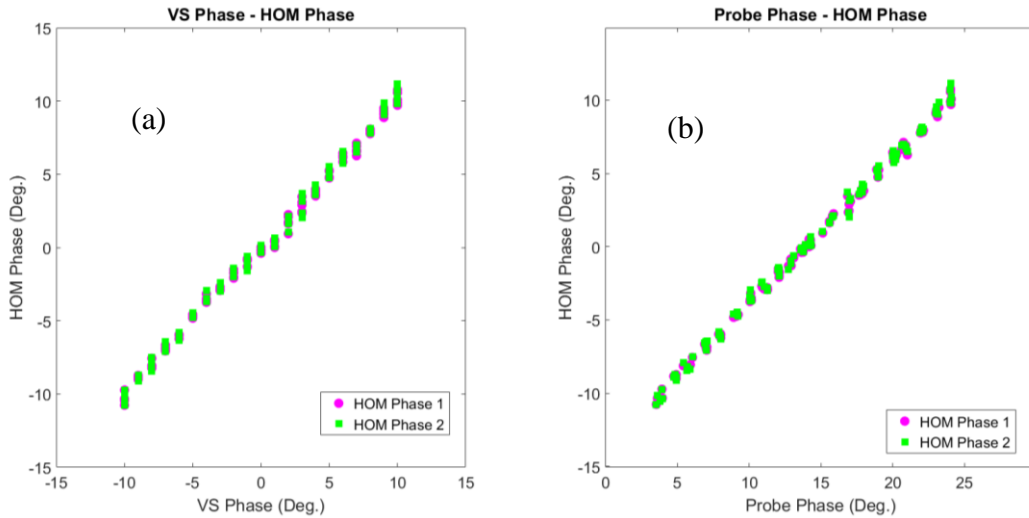 VS Phase - HOM Phase
15
10
5
0
-5
-10
-15
HOM Phase (Deg.)
(a)
HOM Phase 1
HOM Phase 2
-15
-10
-5
0
5
10
15
VS Phase (Deg.)
Probe Phase - HOM Phase
10
5
0
-5
-10
-15
HOM Phase (Deg.)
(b)
HOM Phase 1
HOM Phase 2
0
5
10
15
20
25
Probe Phase (Deg.)